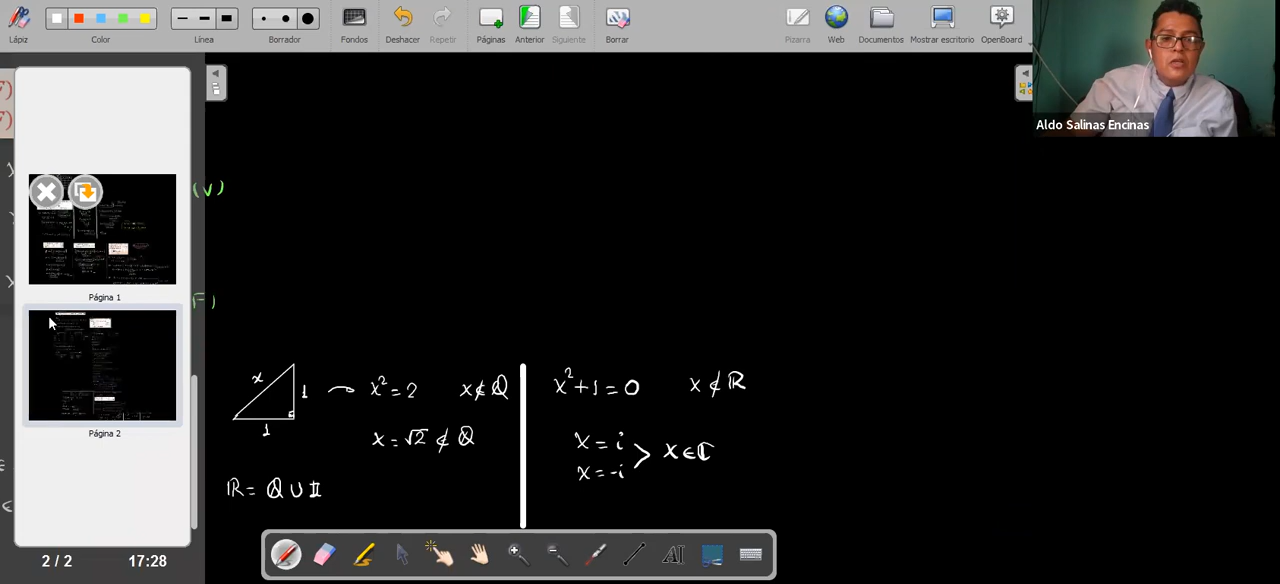 Lápiz
Color
Línea
Borrador
Fondos
Deshacer
Repetir
Páginas
Anterior
Siguiente
Borrar
Pizarra
Web
Documentos
Mostrar escritorio
OpenBoard
Aldo Salinas Encinas
F)
F)
(V)
Página 1
F)
Página 2
x 1 1
x² = 2 x ∉ ℚ
x = √2 ∉ ℚ
ℝ = ℚ ∪ 𝕀
x² + 1 = 0 x ∉ ℝ
x = i
x = -i > x ∈ ℂ
2 / 2 17:28
AI